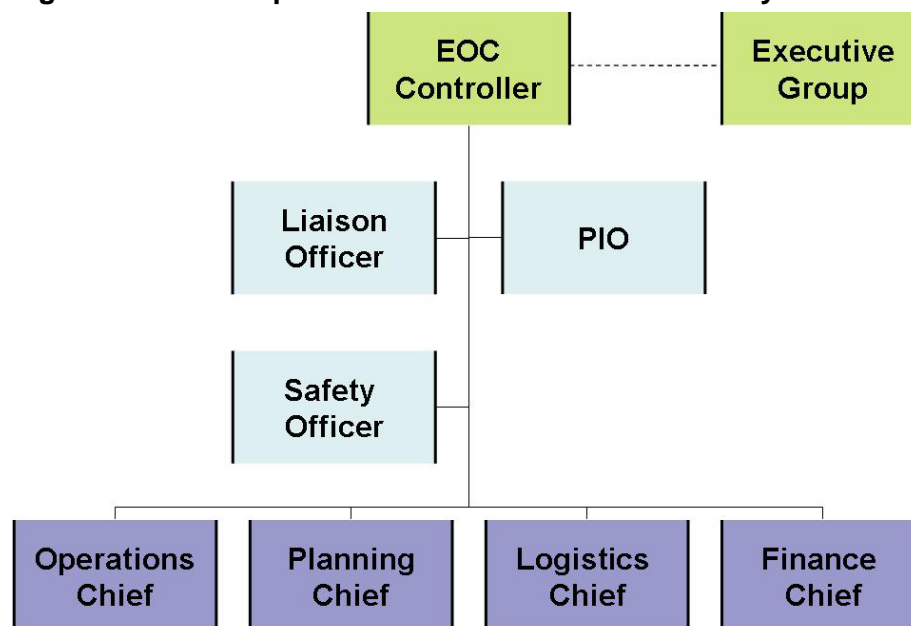 EOC
Controller
Executive
Group
Liaison
Officer
PIO
Safety
Officer
Operations
Chief
Planning
Chief
Logistics
Chief
Finance
Chief